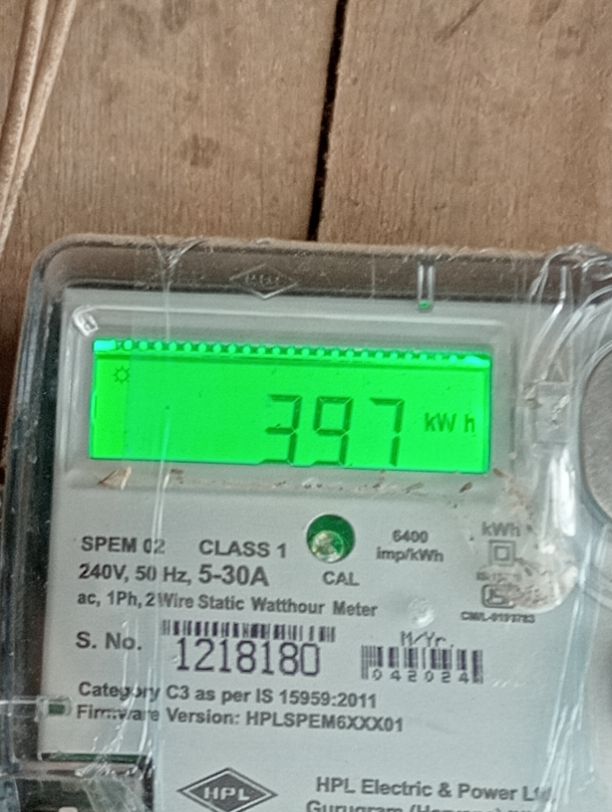 397 kWh
SPEM 02 CLASS 1 6400 imp/kWh kWh
240V, 50 Hz, 5-30A CAL
ac, 1Ph, 2Wire Static Watthour Meter
S. No. 1218180 M/Yr.
042024
Category C3 as per IS 15959:2011
Firmware Version: HPLSPEM6XXX01
HPL HPL Electric & Power
Gurugram